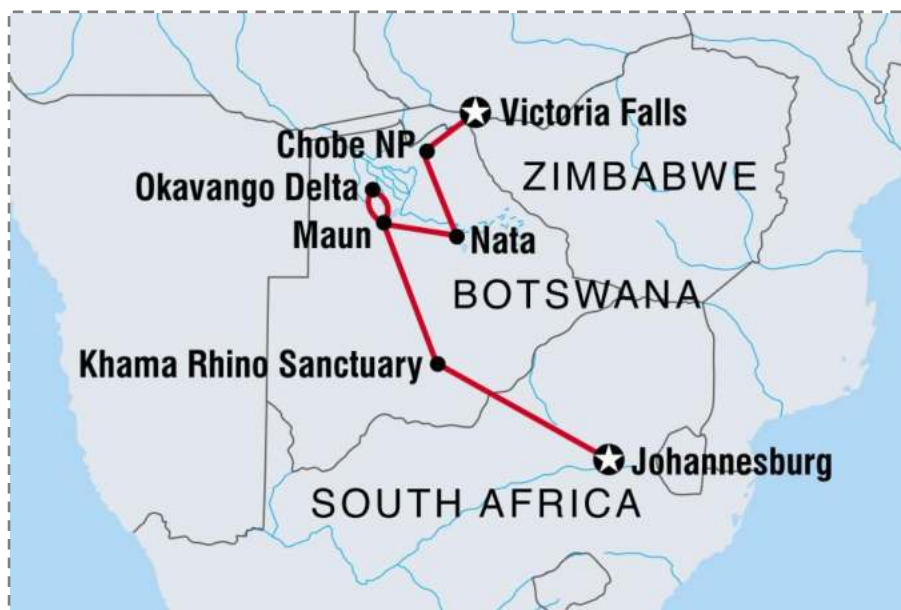 Victoria Falls
Chobe NP
ZIMBABWE
Okavango Delta
Maun
Nata
BOTSWANA
Khama Rhino Sanctuary
Johannesburg
SOUTH AFRICA